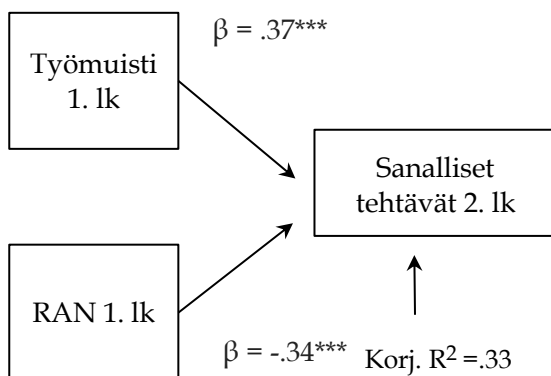 β = .37***
Työmuisti
1. lk
Sanalliset
tehtävät 2. lk
RAN 1. lk
β = -.34***
Korj. R² =.33